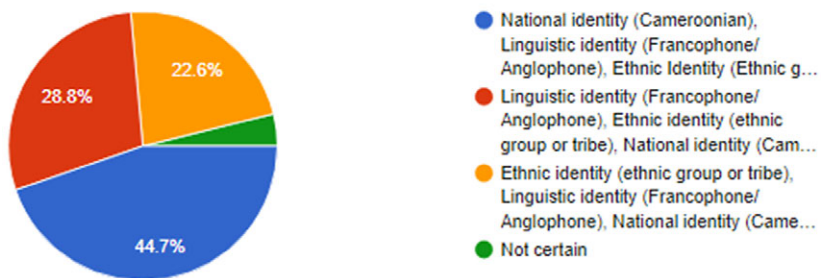 28.8%
22.6%
44.7%
National identity (Cameroonian),
Linguistic identity (Francophone/
Anglophone), Ethnic Identity (Ethnic g...
Linguistic identity (Francophone/
Anglophone), Ethnic identity (ethnic
group or tribe), National identity (Cam...
Ethnic identity (ethnic group or tribe),
Linguistic identity (Francophone/
Anglophone), National identity (Came...
Not certain